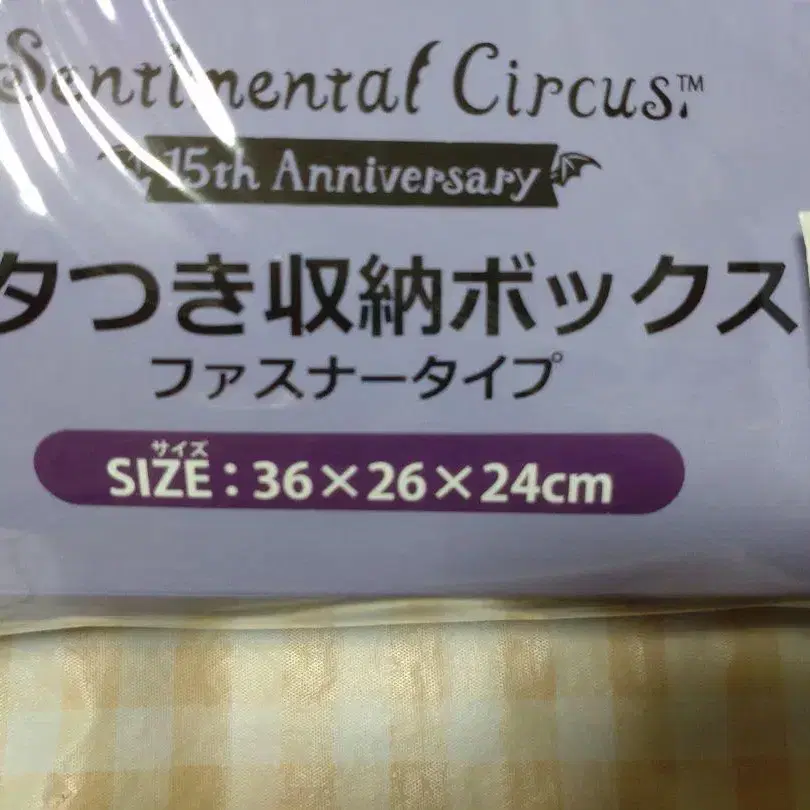 Sentimental Circus™
15th Anniversary
タつき収納ボックス
ファスナータイプ
サイズ
SIZE：36×26×24cm